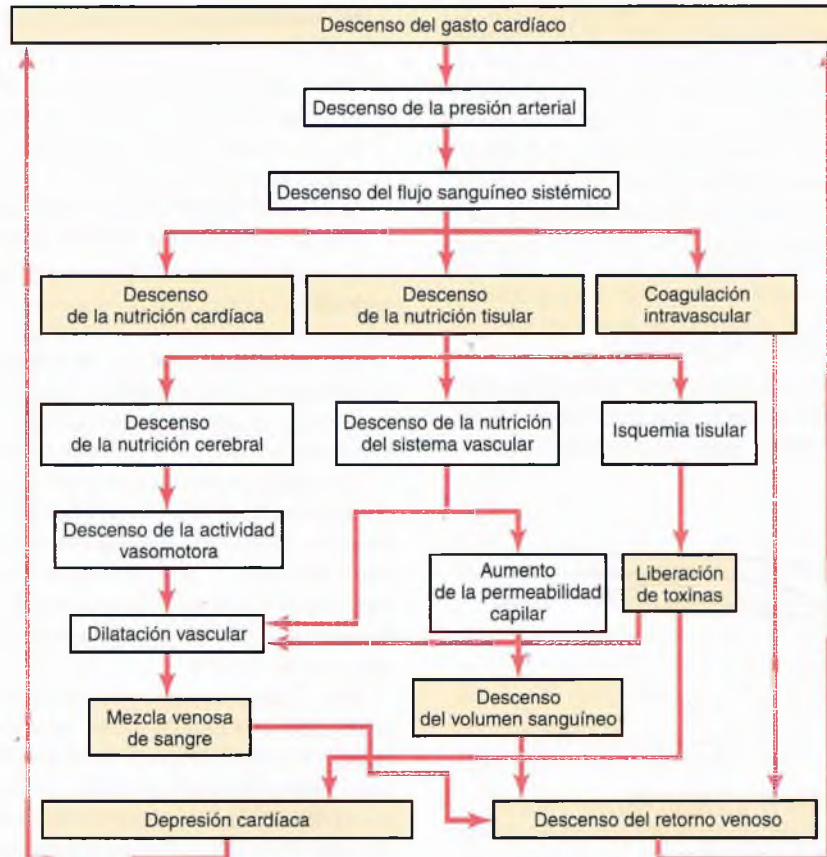 Descenso del gasto cardíaco
Descenso de la presión arterial
Descenso del flujo sanguíneo sistémico
Descenso
de la nutrición cardíaca
Descenso
de la nutrición tisular
Coagulación
intravascular
Descenso
de la nutrición cerebral
Descenso de la nutrición
del sistema vascular
Isquemia tisular
Descenso de la actividad
vasomotora
Aumento
de la permeabilidad
capilar
Liberación
de toxinas
Dilatación vascular
Mezcla venosa
de sangre
Descenso
del volumen sanguíneo
Depresión cardíaca
Descenso del retorno venoso